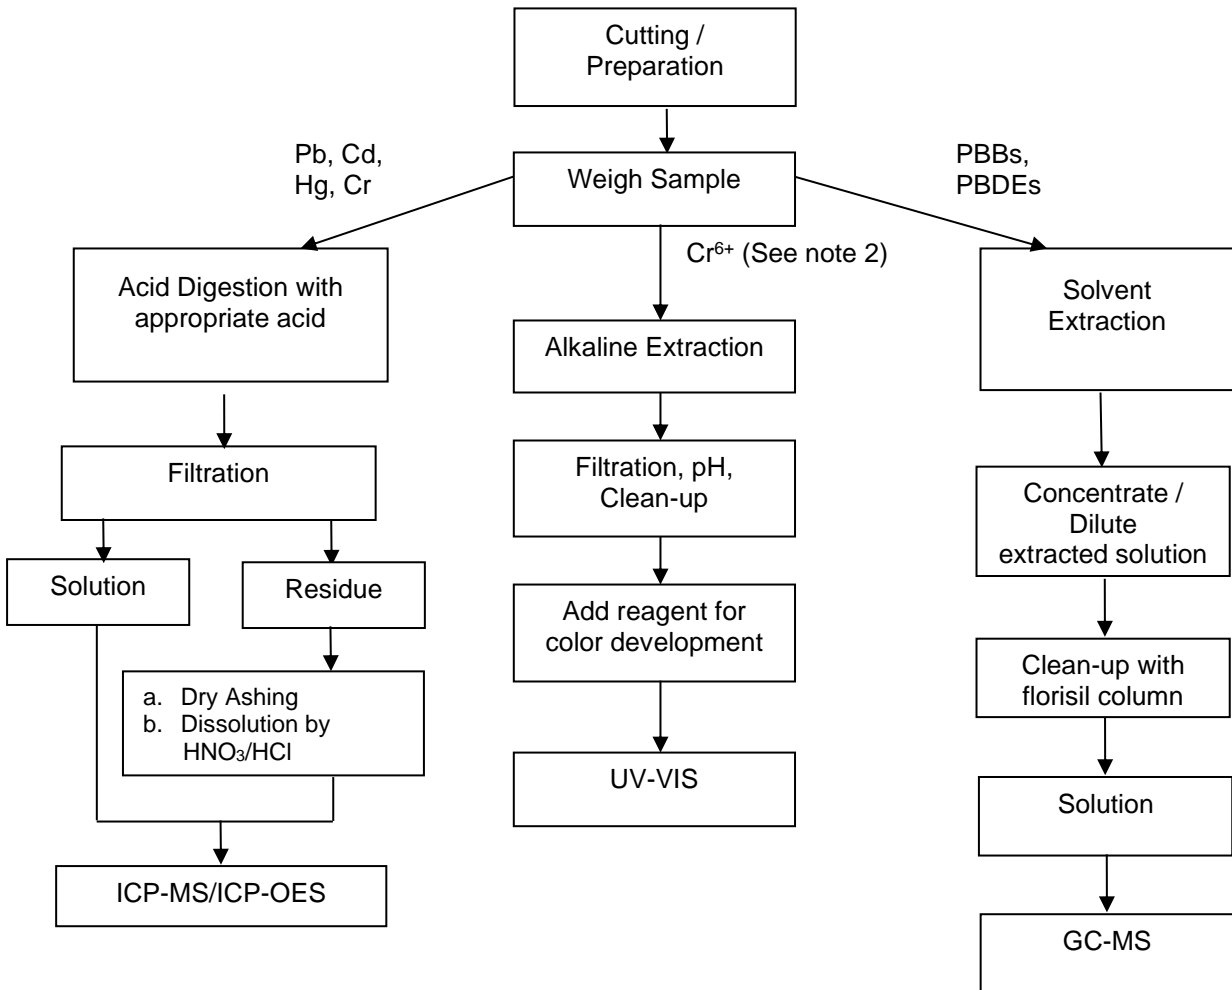 Cutting /
Preparation
Pb, Cd,
Hg, Cr
Weigh Sample
PBBs,
PBDEs
Cr⁶⁺ (See note 2)
Acid Digestion with
appropriate acid
Alkaline Extraction
Solvent
Extraction
Filtration
Filtration, pH,
Clean-up
Concentrate /
Dilute
extracted solution
Solution
Residue
Add reagent for
color development
a. Dry Ashing
b. Dissolution by
HNO₃/HCl
Clean-up with
florisil column
UV-VIS
Solution
ICP-MS/ICP-OES
GC-MS